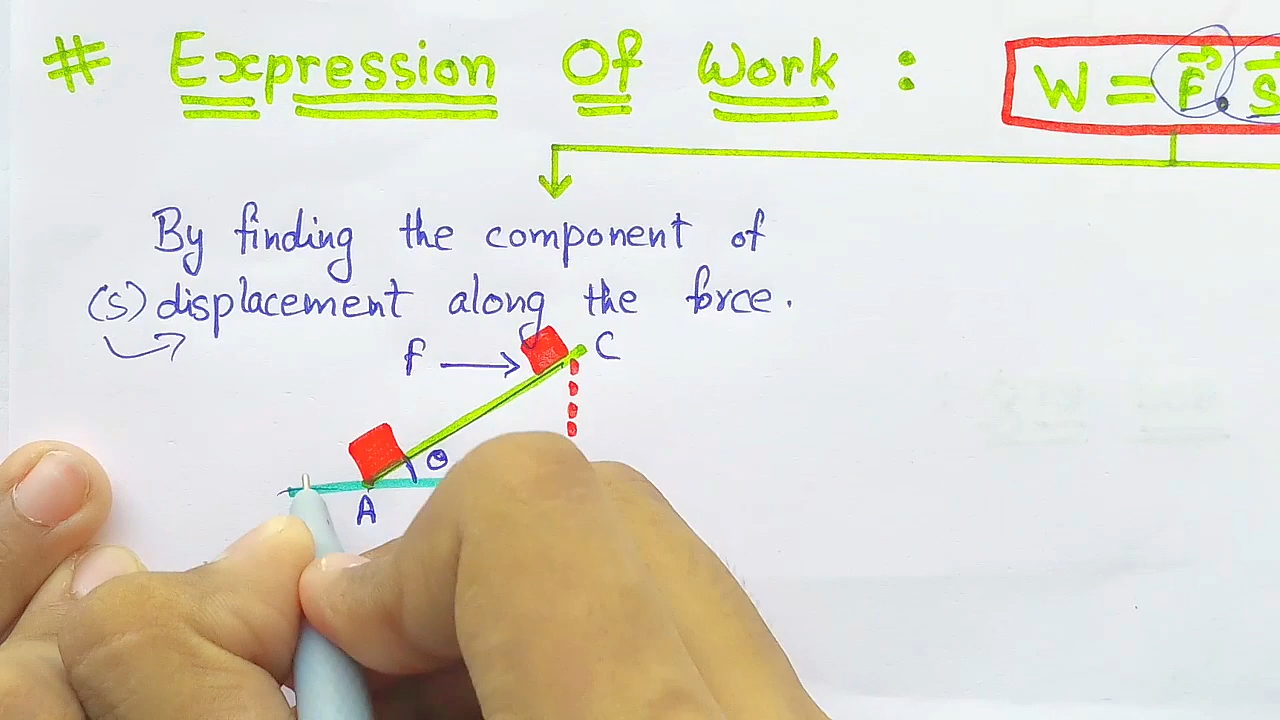 # Expression Of Work :
W = F . S
By finding the component of
(s) displacement along the force.
F
C
θ
A